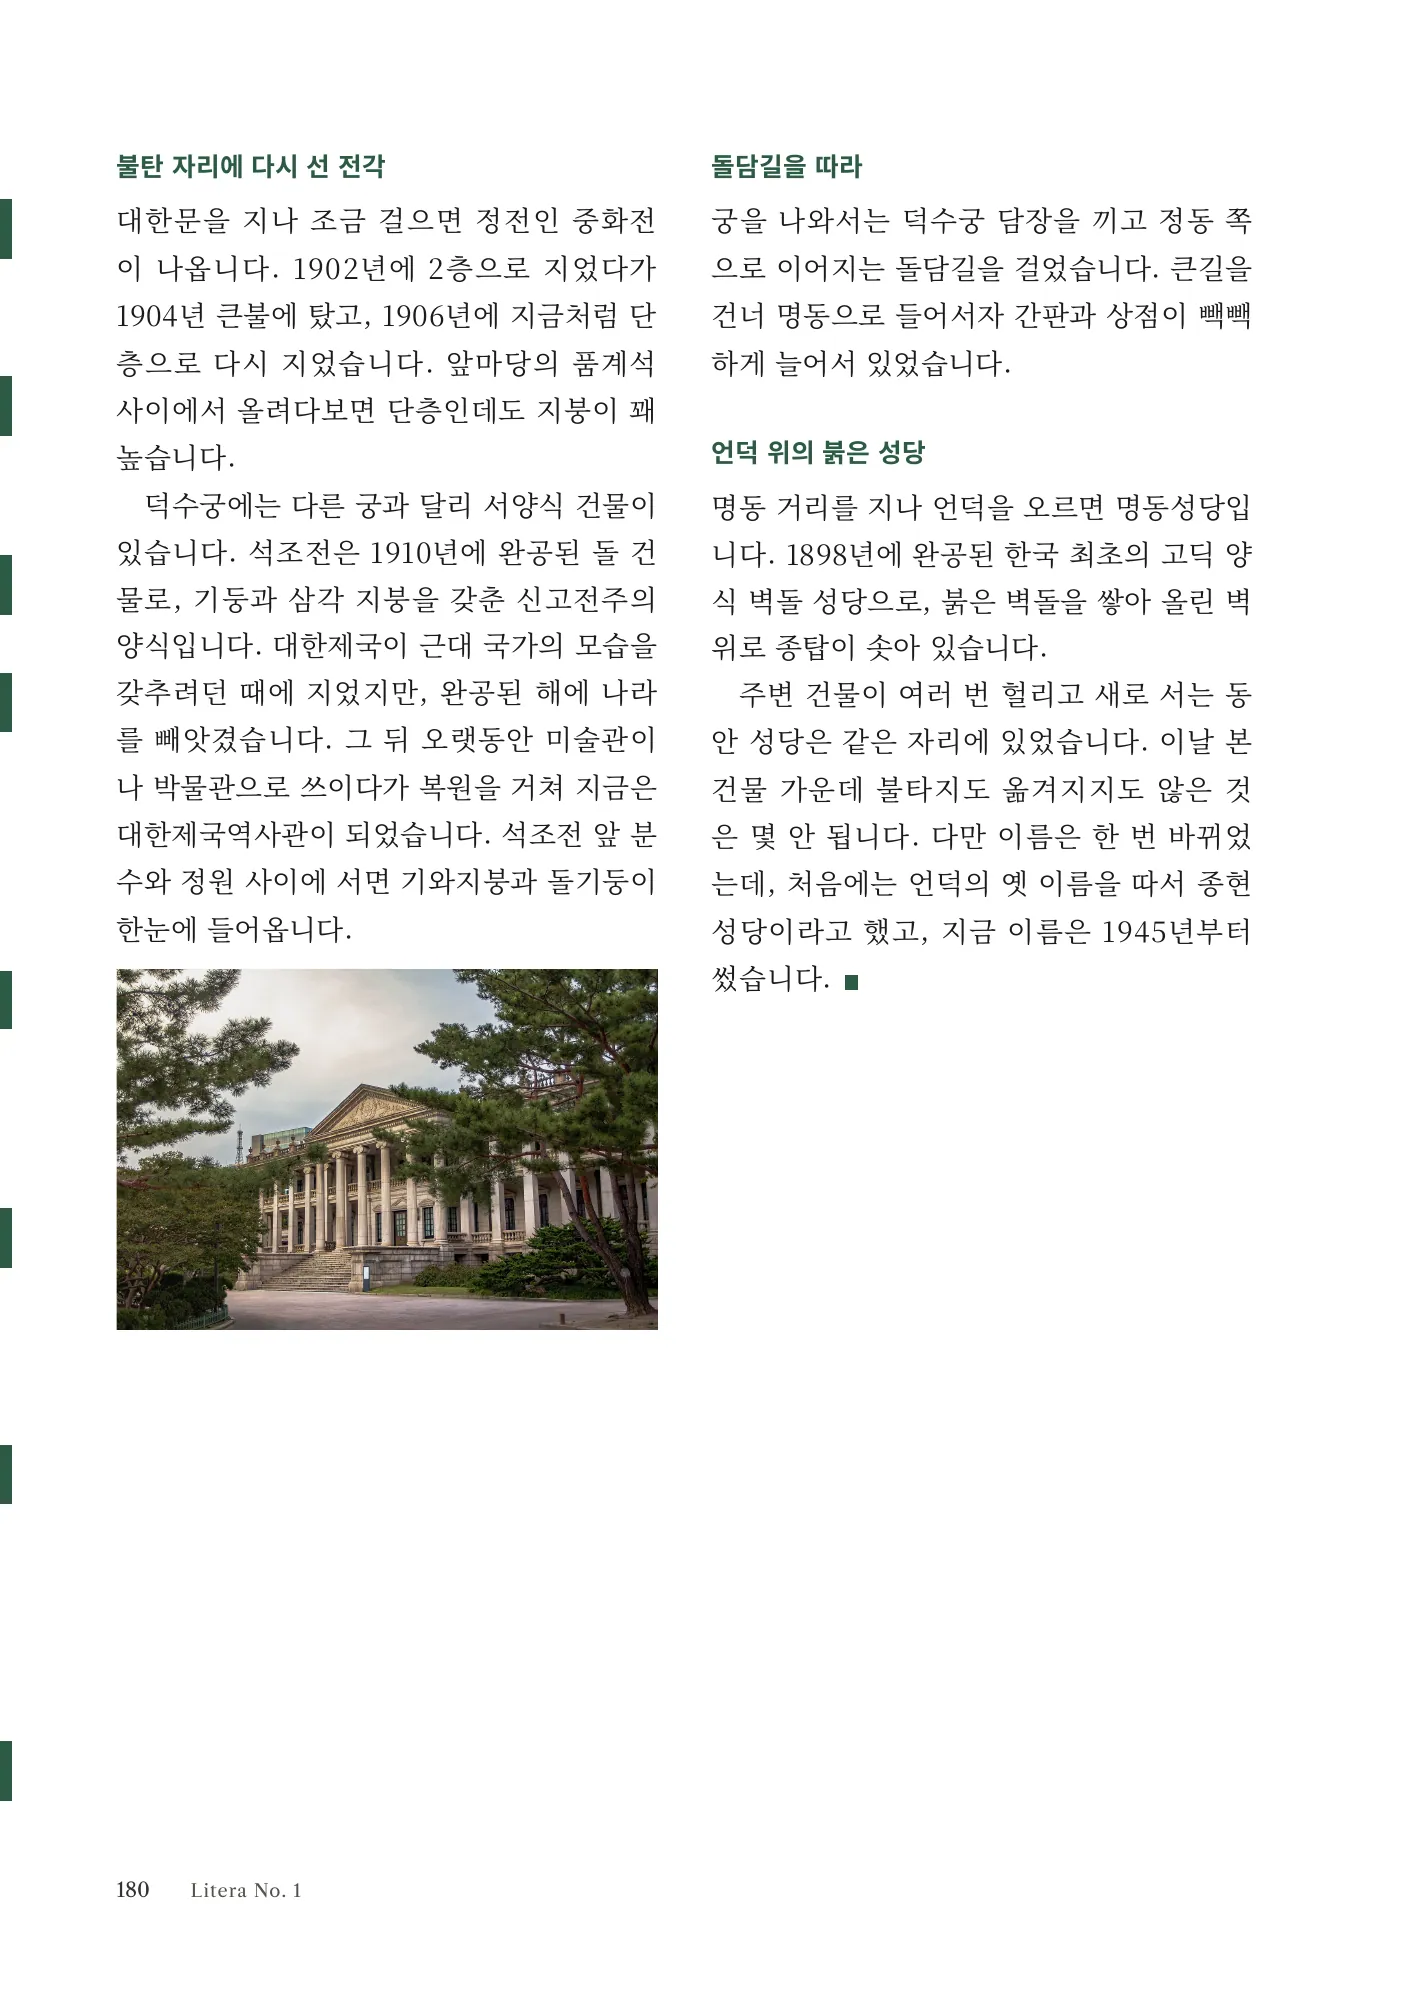 불탄 자리에 다시 선 전각
대한문을 지나 조금 걸으면 정전인 중화전
이 나옵니다. 1902년에 2층으로 지었다가
1904년 큰불에 탔고, 1906년에 지금처럼 단
층으로 다시 지었습니다. 앞마당의 품계석
사이에서 올려다보면 단층인데도 지붕이 꽤
높습니다.
덕수궁에는 다른 궁과 달리 서양식 건물이
있습니다. 석조전은 1910년에 완공된 돌 건
물로, 기둥과 삼각 지붕을 갖춘 신고전주의
양식입니다. 대한제국이 근대 국가의 모습을
갖추려던 때에 지었지만, 완공된 해에 나라
를 빼앗겼습니다. 그 뒤 오랫동안 미술관이
나 박물관으로 쓰이다가 복원을 거쳐 지금은
대한제국역사관이 되었습니다. 석조전 앞 분
수와 정원 사이에 서면 기와지붕과 돌기둥이
한눈에 들어옵니다.
돌담길을 따라
궁을 나와서는 덕수궁 담장을 끼고 정동 쪽
으로 이어지는 돌담길을 걸었습니다. 큰길을
건너 명동으로 들어서자 간판과 상점이 빽빽
하게 늘어서 있었습니다.
언덕 위의 붉은 성당
명동 거리를 지나 언덕을 오르면 명동성당입
니다. 1898년에 완공된 한국 최초의 고딕 양
식 벽돌 성당으로, 붉은 벽돌을 쌓아 올린 벽
위로 종탑이 솟아 있습니다.
주변 건물이 여러 번 헐리고 새로 서는 동
안 성당은 같은 자리에 있었습니다. 이날 본
건물 가운데 불타지도 옮겨지지도 않은 것
은 몇 안 됩니다. 다만 이름은 한 번 바뀌었
는데, 처음에는 언덕의 옛 이름을 따서 종현
성당이라고 했고, 지금 이름은 1945년부터
썼습니다.
180 Litera No. 1